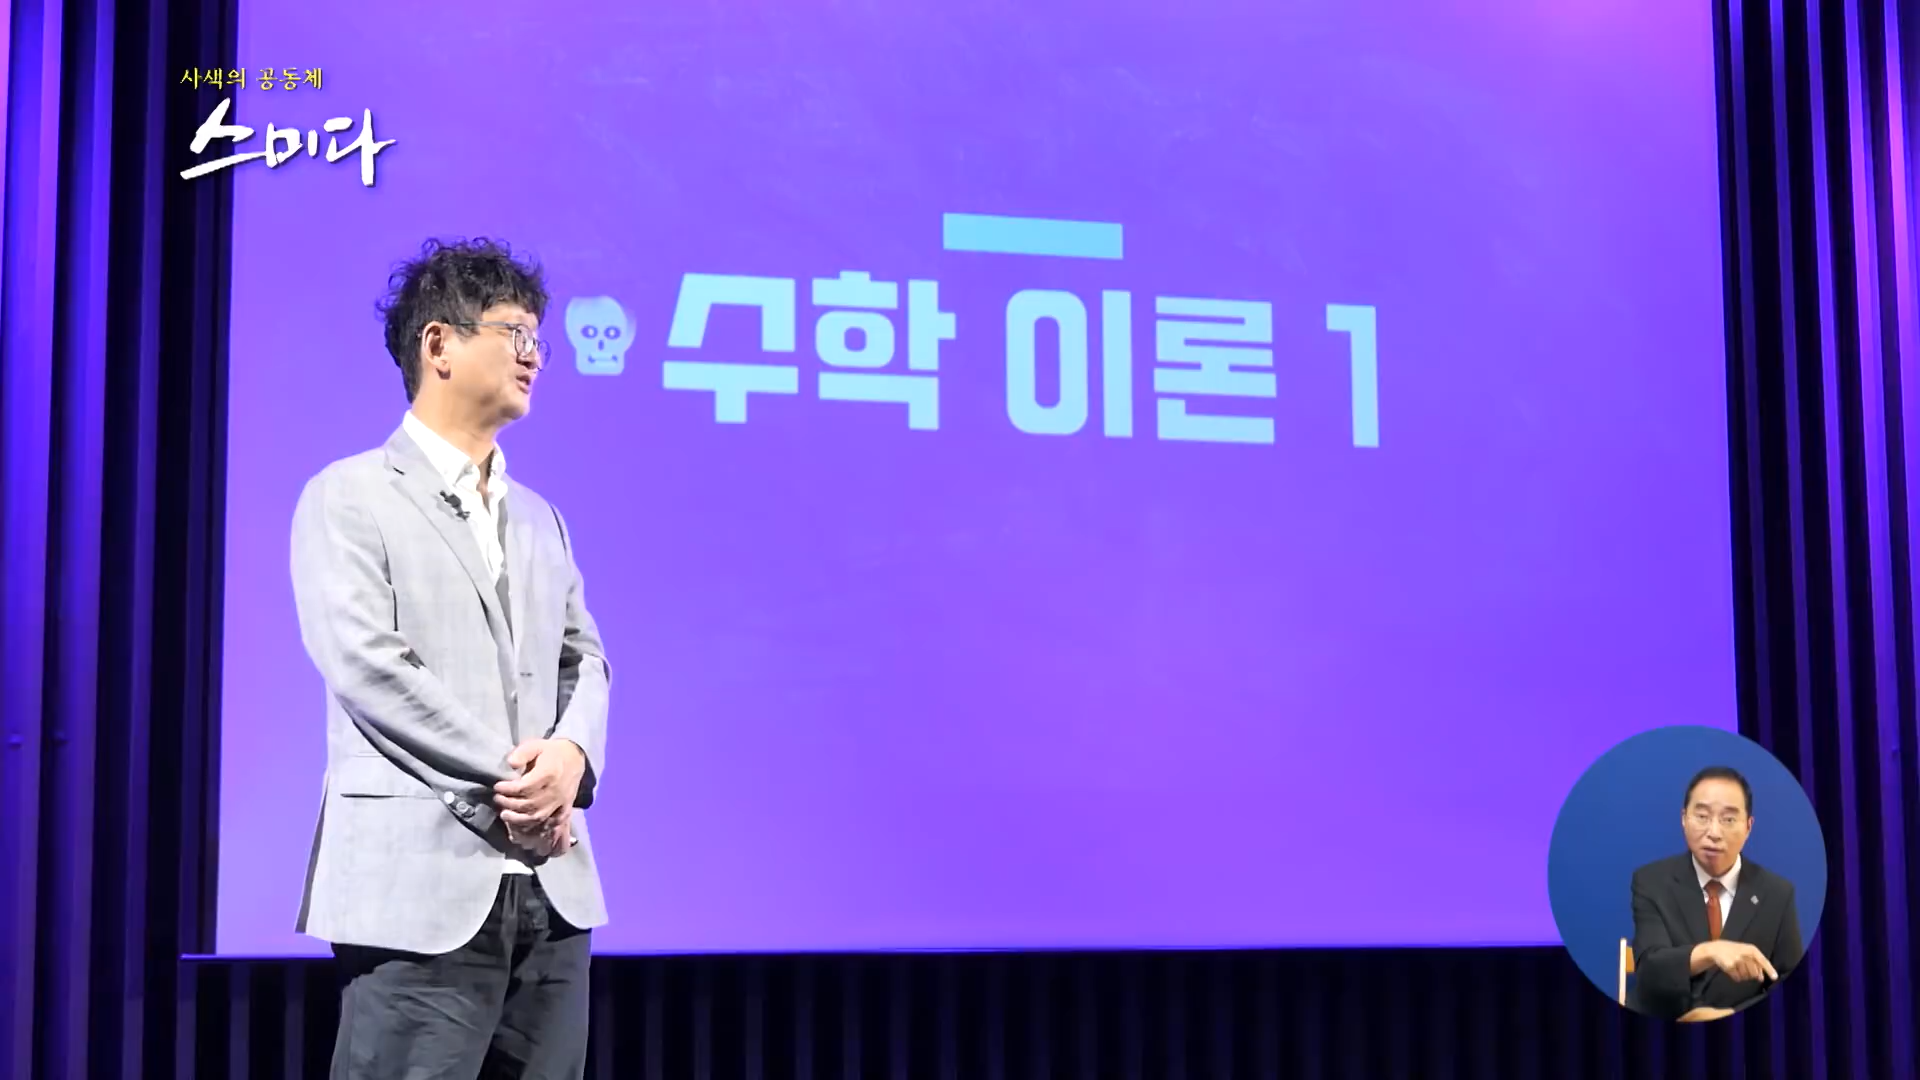 사색의 공동체
스미다
수학 이론 1